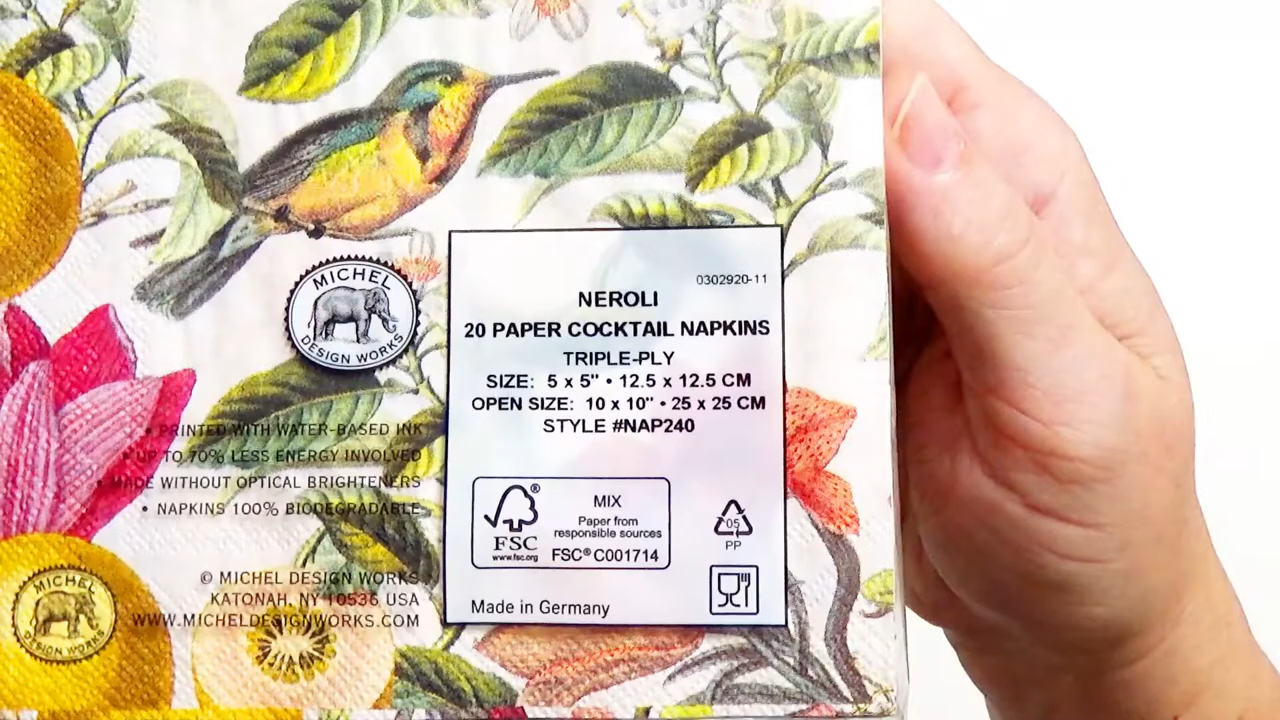 MICHEL
DESIGN WORKS
• PRINTED WITH WATER-BASED INK
• UP TO 70% LESS ENERGY INVOLVED
• MADE WITHOUT OPTICAL BRIGHTENERS
• NAPKINS 100% BIODEGRADABLE
© MICHEL DESIGN WORKS
KATONAH, NY 10536 USA
WWW.MICHELDESIGNWORKS.COM
MICHEL
DESIGN WORKS
0302920-11
NEROLI
20 PAPER COCKTAIL NAPKINS
TRIPLE-PLY
SIZE: 5 x 5" • 12.5 x 12.5 CM
OPEN SIZE: 10 x 10" • 25 x 25 CM
STYLE #NAP240
FSC
www.fsc.org
®
MIX
Paper from
responsible sources
FSC® C001714
05
PP
Made in Germany